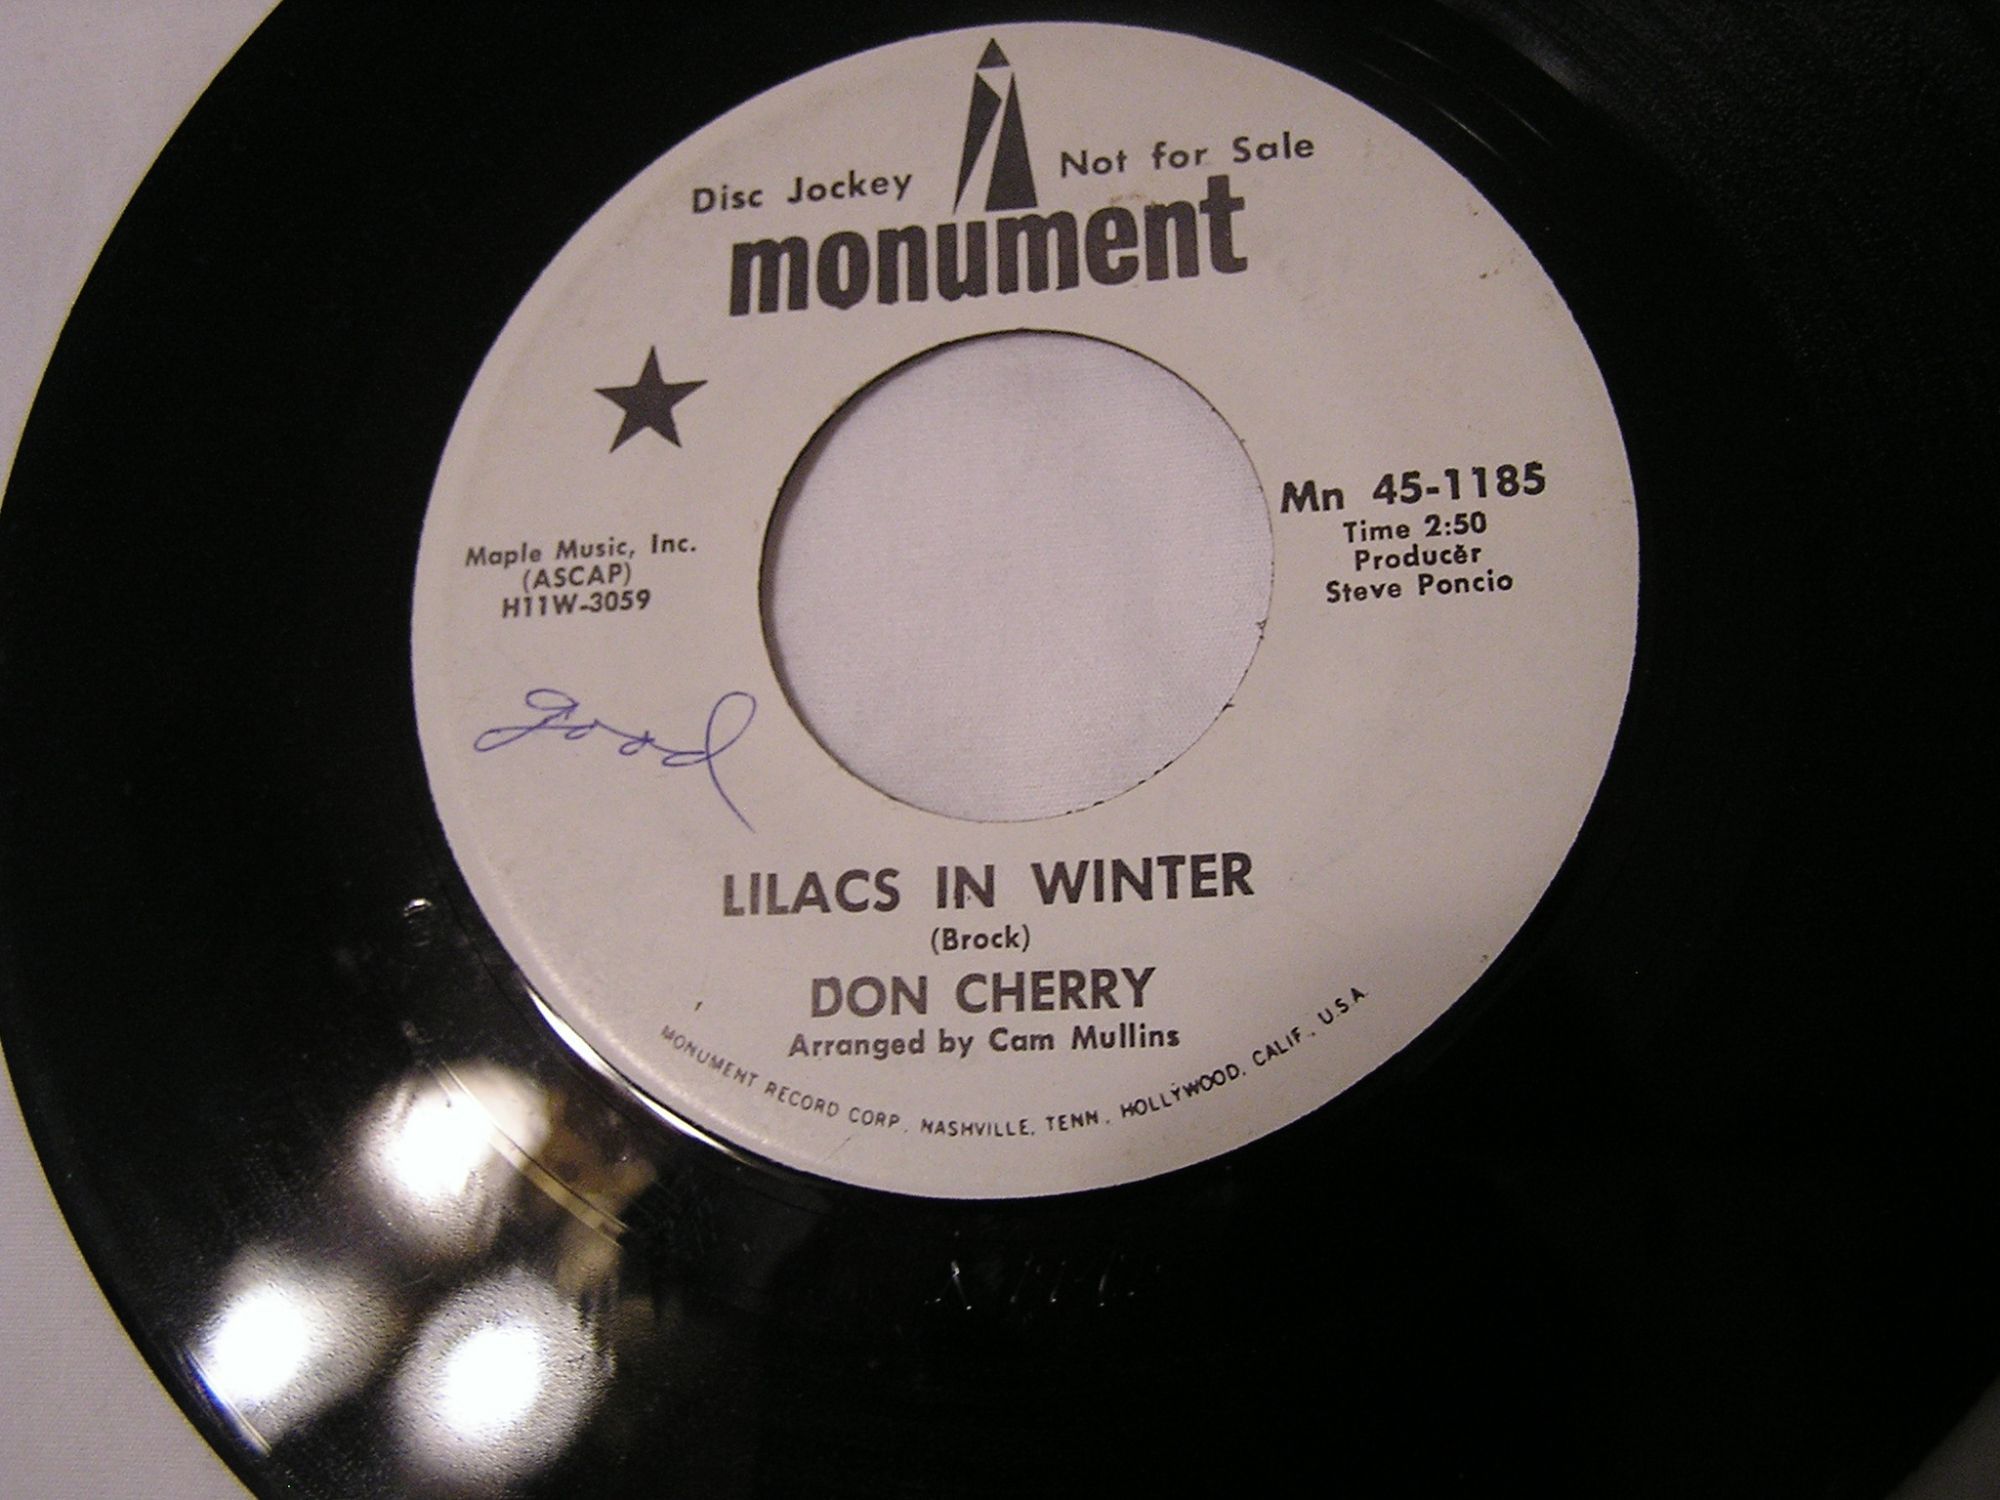 Disc Jockey Not for Sale
monument
Mn 45-1185
Time 2:50
Producer
Steve Poncio
Maple Music, Inc.
(ASCAP)
H11W-3059
good
LILACS IN WINTER
(Brock)
DON CHERRY
Arranged by Cam Mullins
MONUMENT RECORD CORP. NASHVILLE, TENN., HOLLYWOOD, CALIF., U.S.A.